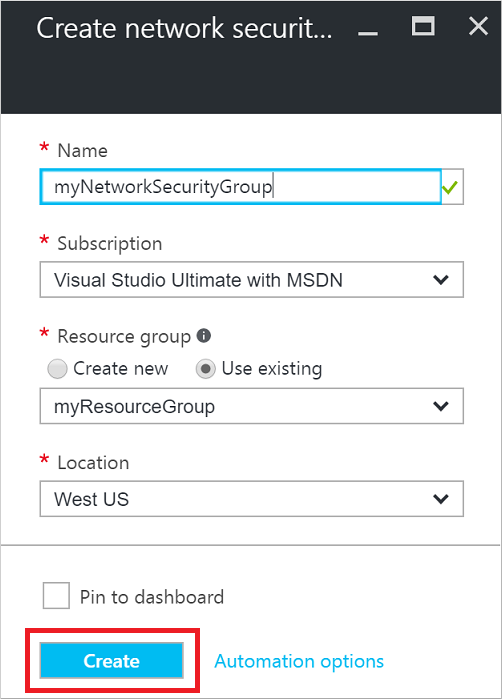 Create network securit...
* Name
myNetworkSecurityGroup
* Subscription
Visual Studio Ultimate with MSDN
* Resource group
Create new Use existing
myResourceGroup
* Location
West US
Pin to dashboard
Create Automation options